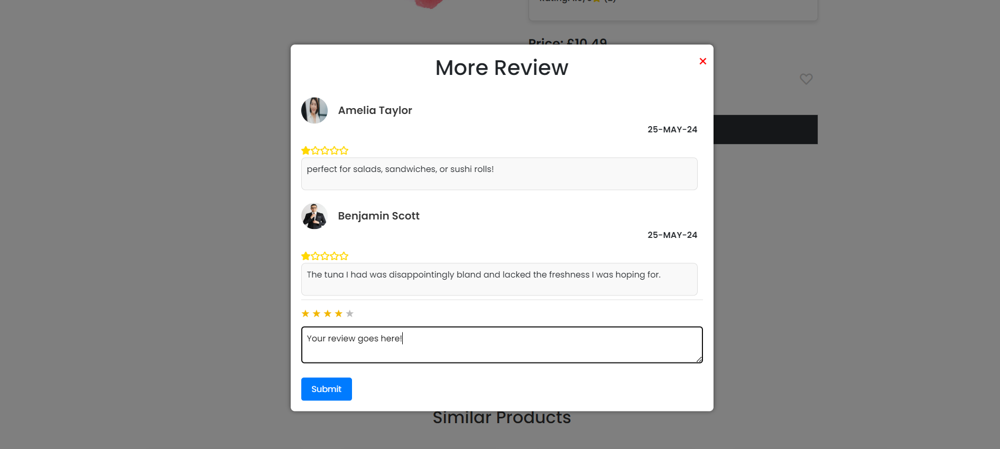 Price: £10.49
More Review
Amelia Taylor
25-MAY-24
perfect for salads, sandwiches, or sushi rolls!
Benjamin Scott
25-MAY-24
The tuna I had was disappointingly bland and lacked the freshness I was hoping for.
Your review goes here!
Submit
Similar Products